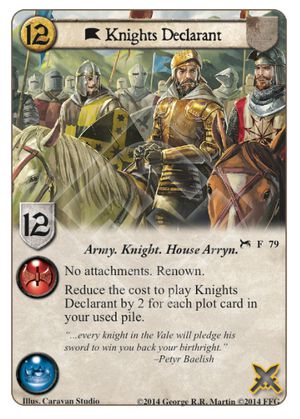 12 Knights Declarant
12
Army. Knight. House Arryn.
F 79
No attachments. Renown.
Reduce the cost to play Knights
Declarant by 2 for each plot card in
your used pile.
"...every knight in the Vale will pledge his
sword to win you back your birthright."
–Petyr Baelish
Illus. Caravan Studio
©2014 George R.R. Martin ©2014 FFG